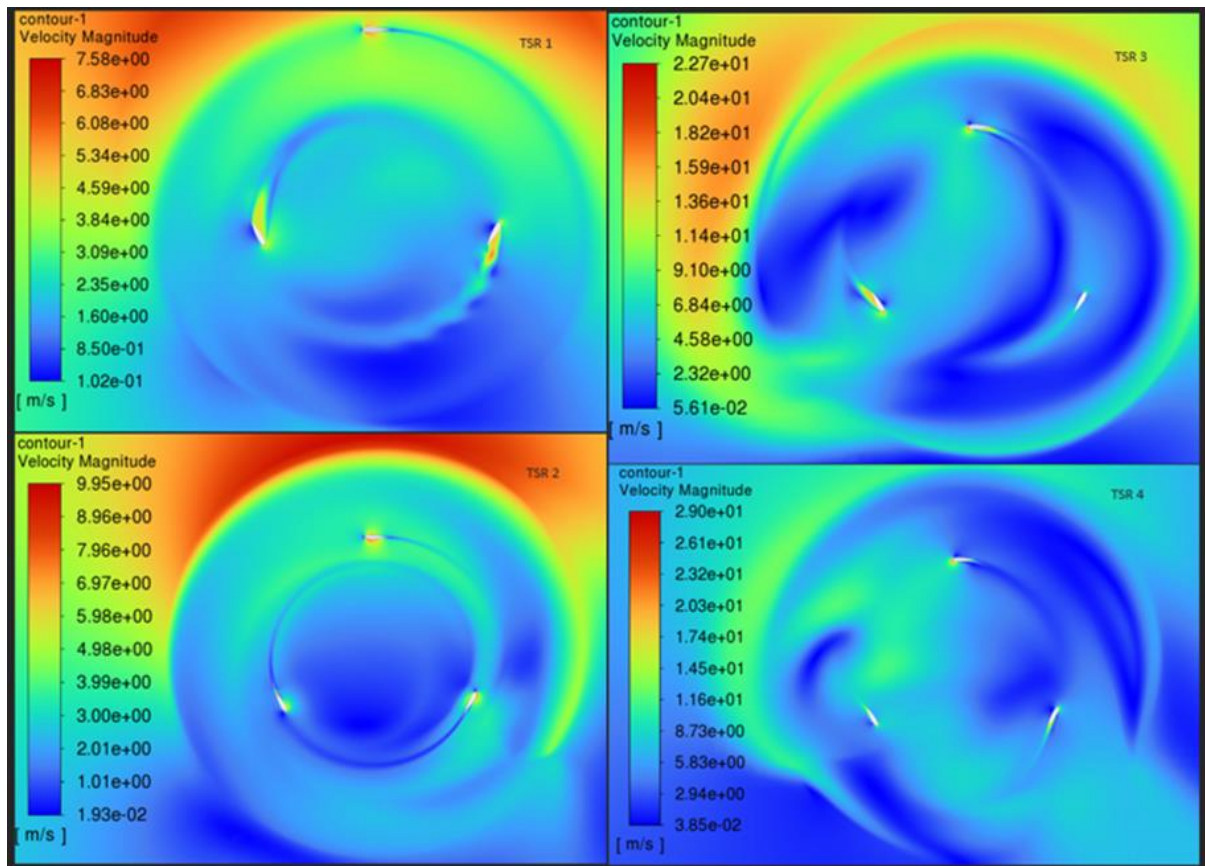 contour-1
Velocity Magnitude
TSR 1
7.58e+00
6.83e+00
6.08e+00
5.34e+00
4.59e+00
3.84e+00
3.09e+00
2.35e+00
1.60e+00
8.50e-01
1.02e-01
[ m/s ]
contour-1
Velocity Magnitude
TSR 3
2.27e+01
2.04e+01
1.82e+01
1.59e+01
1.36e+01
1.14e+01
9.10e+00
6.84e+00
4.58e+00
2.32e+00
5.61e-02
[ m/s ]
contour-1
Velocity Magnitude
TSR 2
9.95e+00
8.96e+00
7.96e+00
6.97e+00
5.98e+00
4.98e+00
3.99e+00
3.00e+00
2.01e+00
1.01e+00
1.93e-02
[ m/s ]
contour-1
Velocity Magnitude
TSR 4
2.90e+01
2.61e+01
2.32e+01
2.03e+01
1.74e+01
1.45e+01
1.16e+01
8.73e+00
5.83e+00
2.94e+00
3.85e-02
[ m/s ]